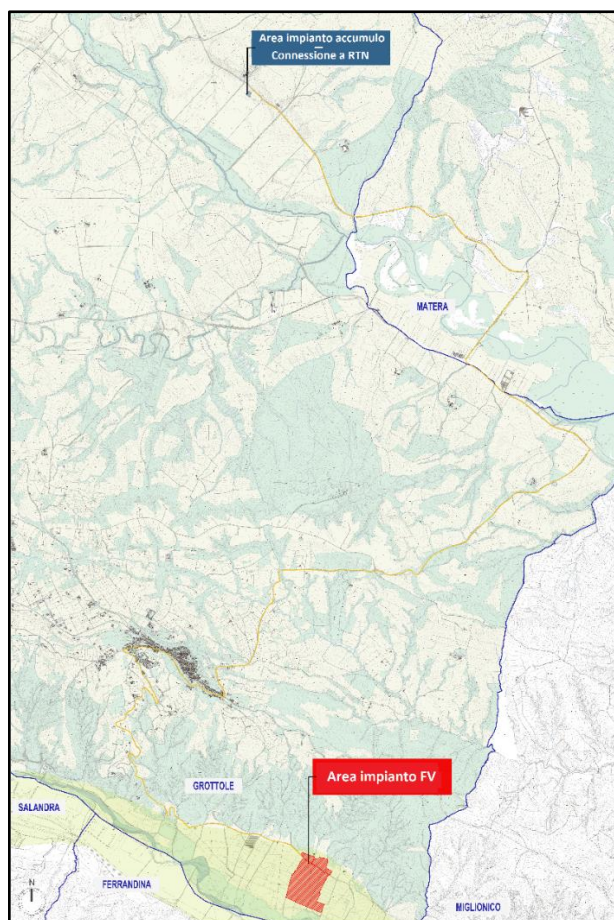 Area impianto accumulo
–
Connessione a RTN
MATERA
Area impianto FV
GROTTOLE
SALANDRA
FERRANDINA
MIGLIONICO
N